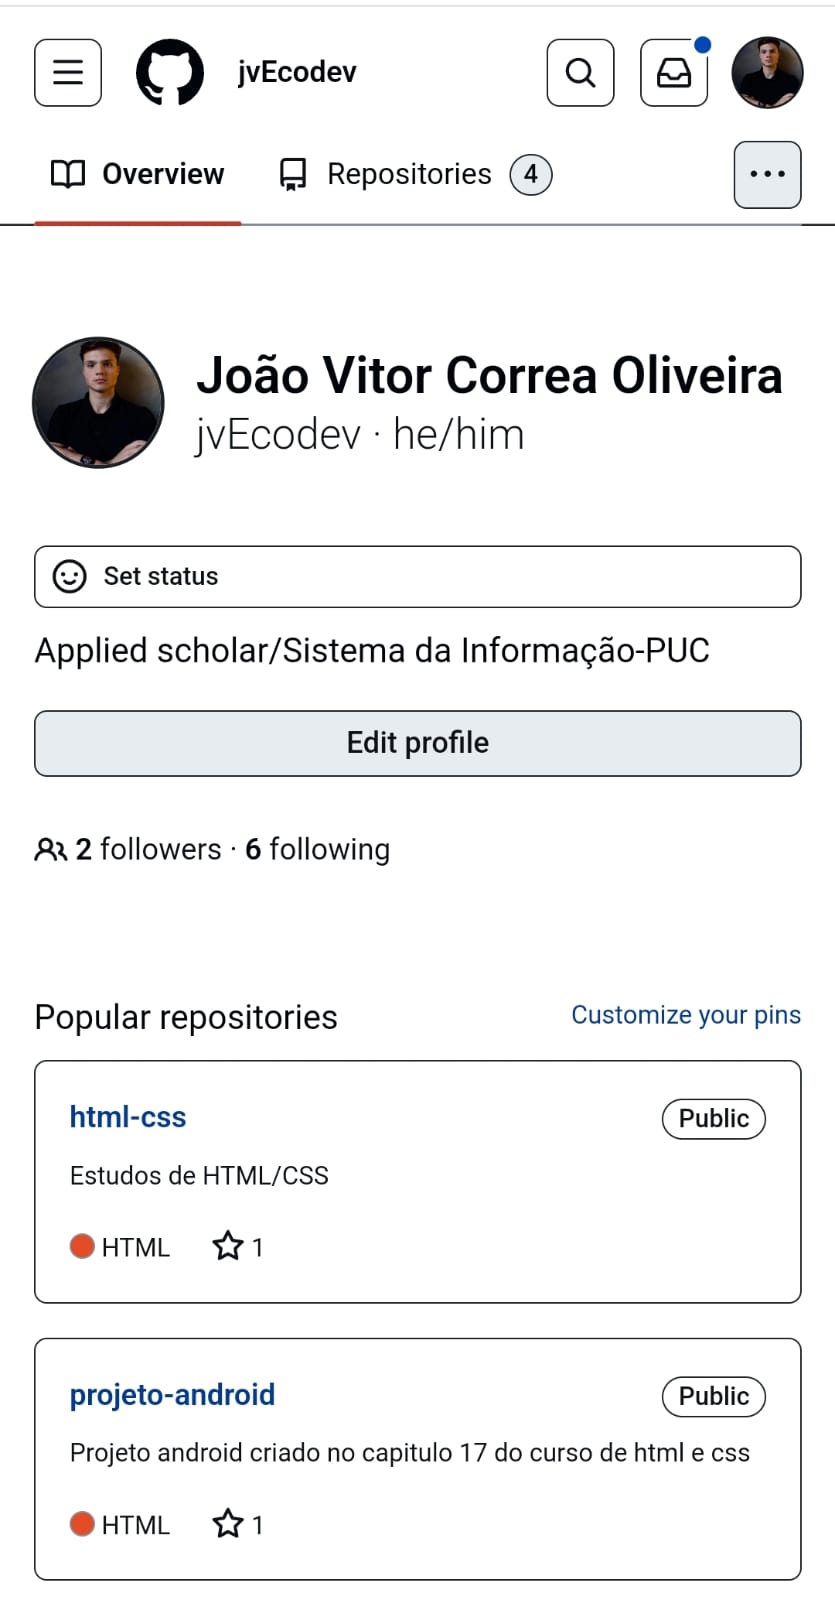 jvEcodev
Overview
Repositories 4
João Vitor Correa Oliveira
jvEcodev · he/him
Set status
Applied scholar/Sistema da Informação-PUC
Edit profile
2 followers · 6 following
Popular repositories
Customize your pins
html-css
Public
Estudos de HTML/CSS
HTML 1
projeto-android
Public
Projeto android criado no capitulo 17 do curso de html e css
HTML 1